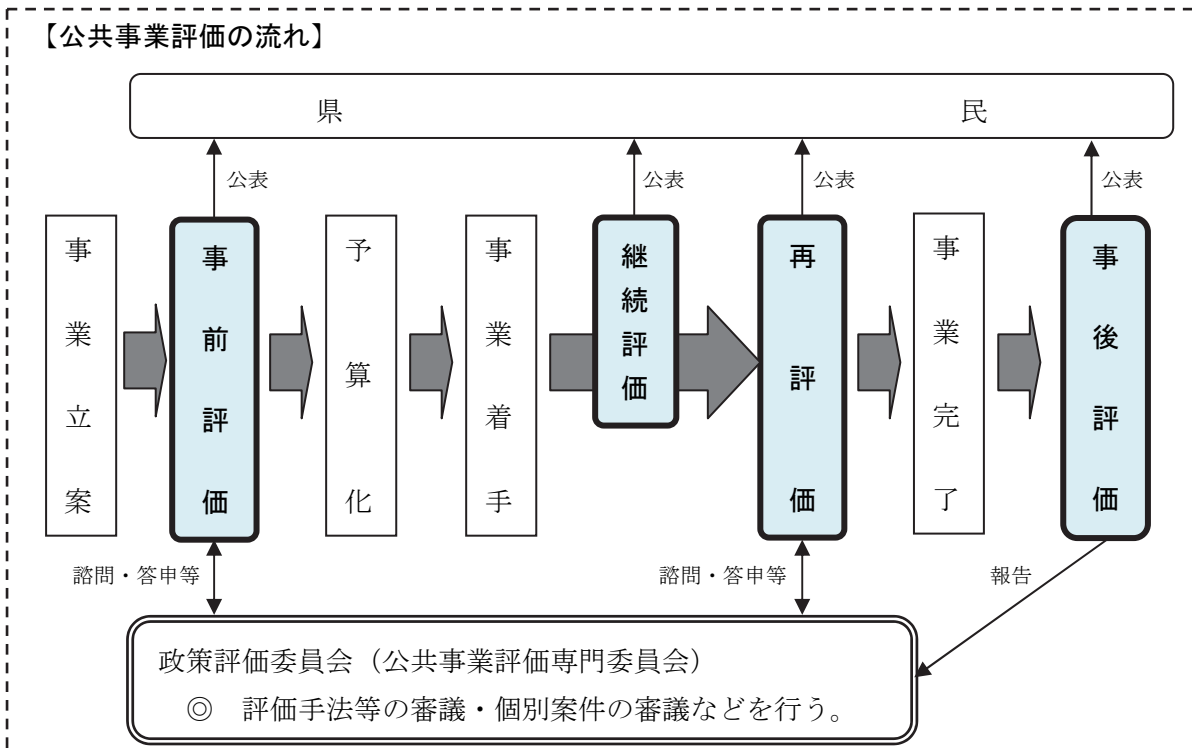 【公共事業評価の流れ】
県 民
公表
公表
公表
公表
事業立案
事前評価
予算化
事業着手
継続評価
再評価
事業完了
事後評価
諮問・答申等
諮問・答申等
報告
政策評価委員会（公共事業評価専門委員会）
◎ 評価手法等の審議・個別案件の審議などを行う。